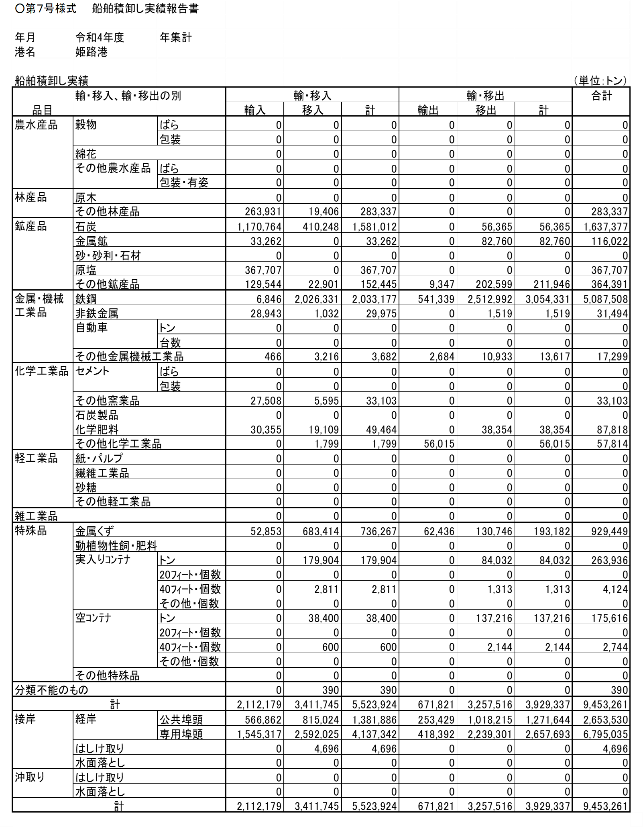 〇第7号様式 船舶積卸し実績報告書
年月 令和4年度 年集計
港名 姫路港
船舶積卸し実績 (単位:トン)
輸・移入、輸・移出の別 輸・移入 輸・移出 合計
品目 輸入 移入 計 輸出 移出 計
農水産品 穀物 ばら 0 0 0 0 0 0 0
包装 0 0 0 0 0 0 0
綿花 0 0 0 0 0 0 0
その他農水産品 ばら 0 0 0 0 0 0 0
包装・有姿 0 0 0 0 0 0 0
林産品 原木 0 0 0 0 0 0 0
その他林産品 263,931 19,406 283,337 0 0 0 283,337
鉱産品 石炭 1,170,764 410,248 1,581,012 0 56,365 56,365 1,637,377
金属鉱 33,262 0 33,262 0 82,760 82,760 116,022
砂・砂利・石材 0 0 0 0 0 0 0
原塩 367,707 0 367,707 0 0 0 367,707
その他鉱産品 129,544 22,901 152,445 9,347 202,599 211,946 364,391
金属・機械 鉄鋼 6,846 2,026,331 2,033,177 541,339 2,512,992 3,054,331 5,087,508
工業品 非鉄金属 28,943 1,032 29,975 0 1,519 1,519 31,494
自動車 トン 0 0 0 0 0 0 0
台数 0 0 0 0 0 0 0
その他金属機械工業品 466 3,216 3,682 2,684 10,933 13,617 17,299
化学工業品 セメント ばら 0 0 0 0 0 0 0
包装 0 0 0 0 0 0 0
その他窯業品 27,508 5,595 33,103 0 0 0 33,103
石炭製品 0 0 0 0 0 0 0
化学肥料 30,355 19,109 49,464 0 38,354 38,354 87,818
その他化学工業品 0 1,799 1,799 56,015 0 56,015 57,814
軽工業品 紙・パルプ 0 0 0 0 0 0 0
繊維工業品 0 0 0 0 0 0 0
砂糖 0 0 0 0 0 0 0
その他軽工業品 0 0 0 0 0 0 0
雑工業品 0 0 0 0 0 0 0
特殊品 金属くず 52,853 683,414 736,267 62,436 130,746 193,182 929,449
動植物性飼・肥料 0 0 0 0 0 0 0
実入りコンテナ トン 0 179,904 179,904 0 84,032 84,032 263,936
20フィート・個数 0 0 0 0 0 0 0
40フィート・個数 0 2,811 2,811 0 1,313 1,313 4,124
その他・個数 0 0 0 0 0 0 0
空コンテナ トン 0 38,400 38,400 0 137,216 137,216 175,616
20フィート・個数 0 0 0 0 0 0 0
40フィート・個数 0 600 600 0 2,144 2,144 2,744
その他・個数 0 0 0 0 0 0 0
その他特殊品 0 0 0 0 0 0 0
分類不能のもの 0 390 390 0 0 0 390
計 2,112,179 3,411,745 5,523,924 671,821 3,257,516 3,929,337 9,453,261
接岸 経岸 公共埠頭 566,862 815,024 1,381,886 253,429 1,018,215 1,271,644 2,653,530
専用埠頭 1,545,317 2,592,025 4,137,342 418,392 2,239,301 2,657,693 6,795,035
はしけ取り 0 4,696 4,696 0 0 0 4,696
水面落とし 0 0 0 0 0 0 0
沖取り はしけ取り 0 0 0 0 0 0 0
水面落とし 0 0 0 0 0 0 0
計 2,112,179 3,411,745 5,523,924 671,821 3,257,516 3,929,337 9,453,261